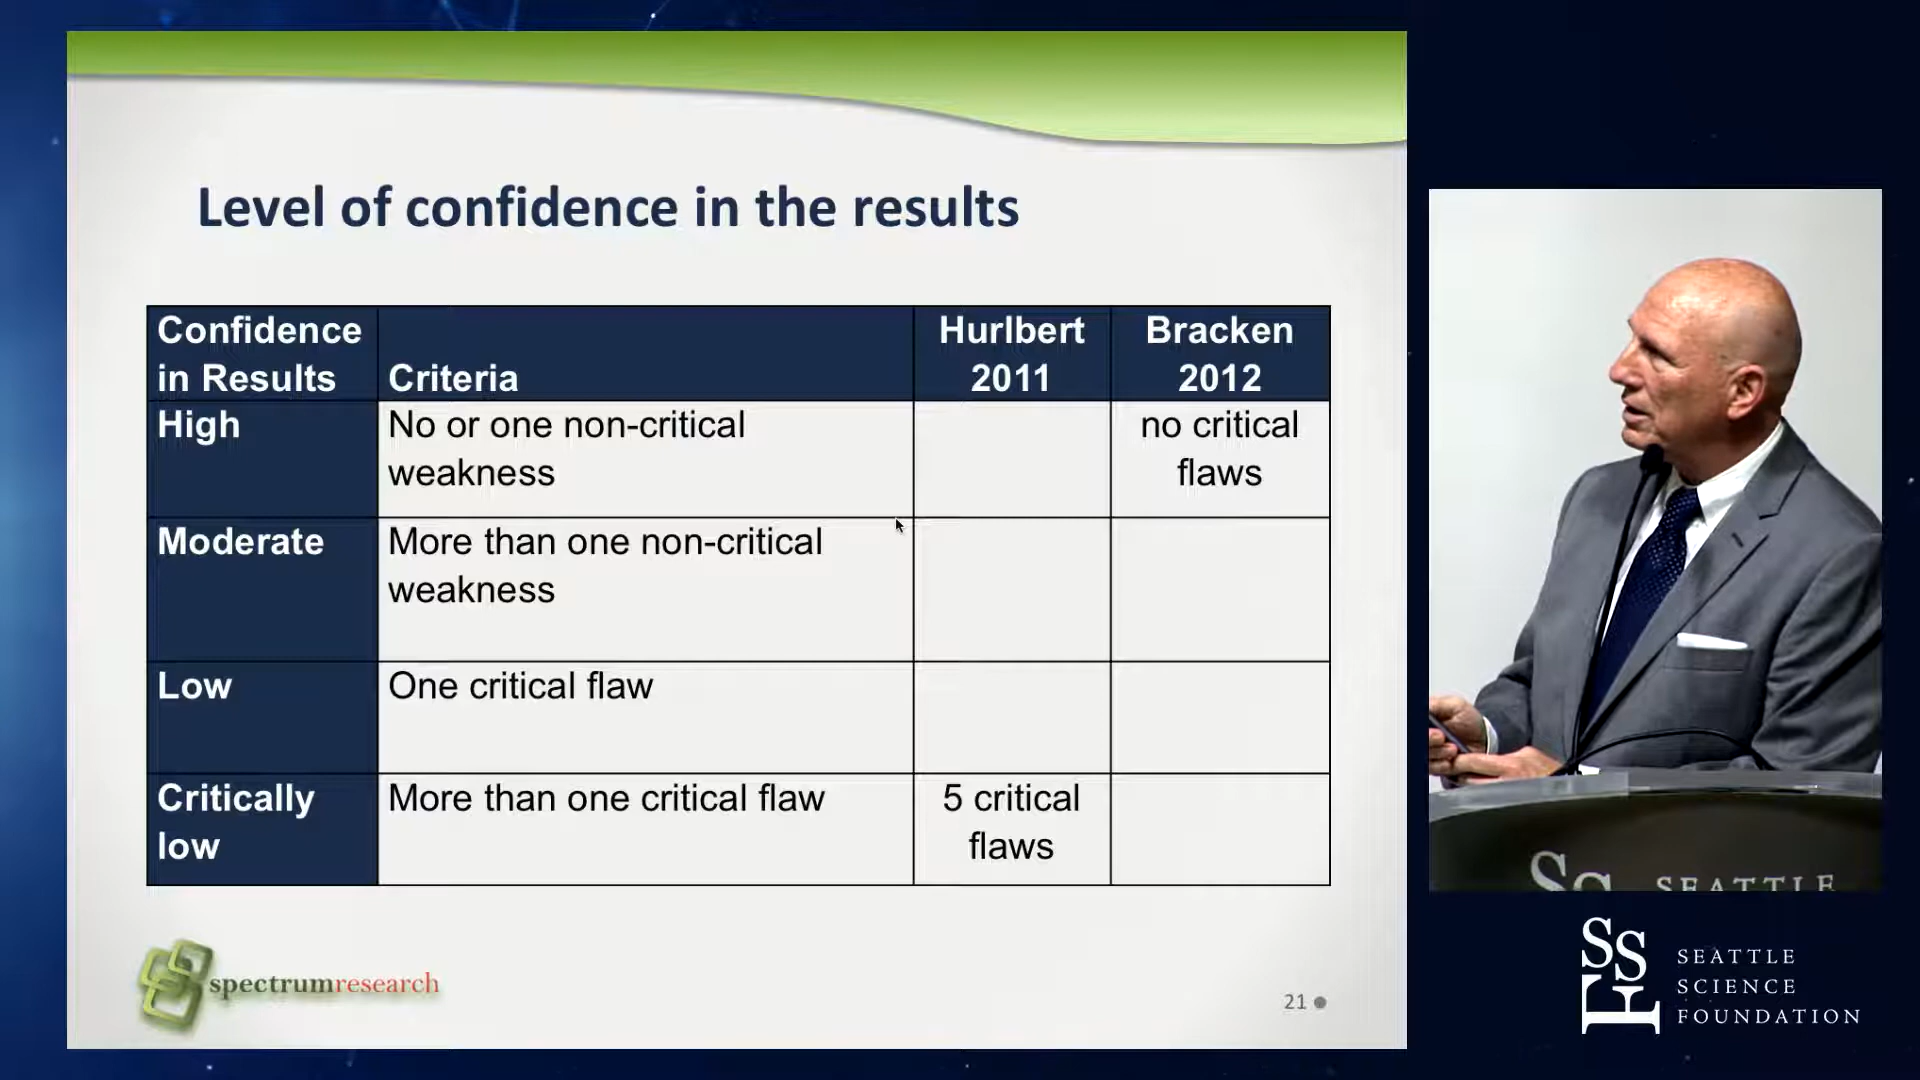 Level of confidence in the results
Confidence
in Results
Criteria
Hurlbert
2011
Bracken
2012
High
No or one non-critical
weakness
no critical
flaws
Moderate
More than one non-critical
weakness
Low
One critical flaw
Critically
low
More than one critical flaw
5 critical
flaws
spectrumresearch
21
SEATTLE
SSF
SEATTLE
SCIENCE
FOUNDATION